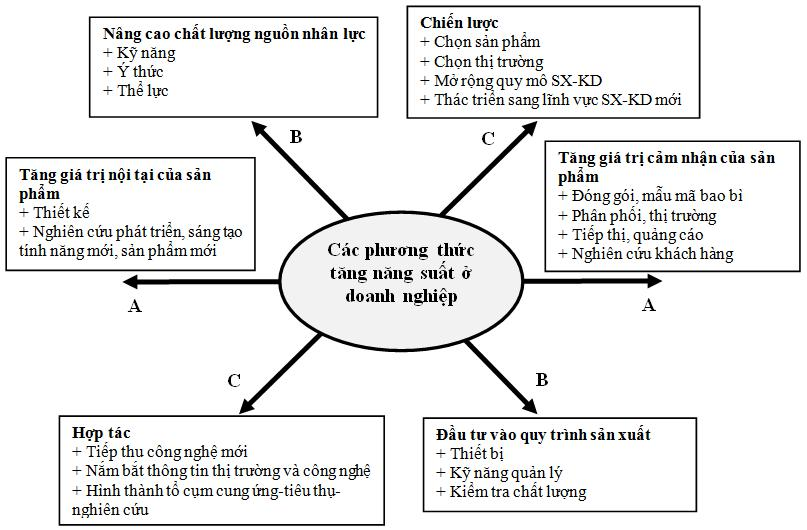 Nâng cao chất lượng nguồn nhân lực
+ Kỹ năng
+ Ý thức
+ Thể lực
Chiến lược
+ Chọn sản phẩm
+ Chọn thị trường
+ Mở rộng quy mô SX-KD
+ Thác triển sang lĩnh vực SX-KD mới
B
C
Tăng giá trị nội tại của sản
phẩm
+ Thiết kế
+ Nghiên cứu phát triển, sáng tạo
tính năng mới, sản phẩm mới
Tăng giá trị cảm nhận của sản
phẩm
+ Đóng gói, mẫu mã bao bì
+ Phân phối, thị trường
+ Tiếp thị, quảng cáo
+ Nghiên cứu khách hàng
Các phương thức
tăng năng suất ở
doanh nghiệp
A
A
C
B
Hợp tác
+ Tiếp thu công nghệ mới
+ Nắm bắt thông tin thị trường và công nghệ
+ Hình thành tổ cụm cung ứng-tiêu thụ-
nghiên cứu
Đầu tư vào quy trình sản xuất
+ Thiết bị
+ Kỹ năng quản lý
+ Kiểm tra chất lượng